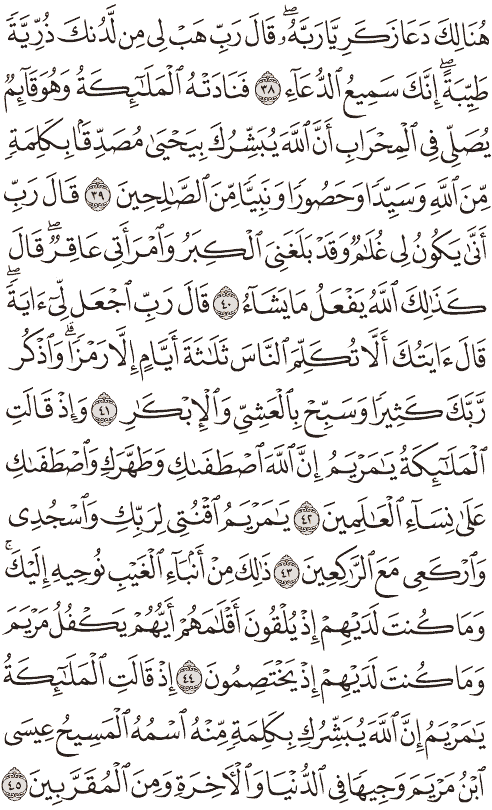 هُنَالِكَ دَعَا زَكَرِيَّا رَبَّهُۥۖ قَالَ رَبِّ هَبۡ لِي مِن لَّدُنكَ ذُرِّيَّةٗ
طَيِّبَةًۖ إِنَّكَ سَمِيعُ ٱلدُّعَآءِ ٣٨ فَنَادَتۡهُ ٱلۡمَلَٰٓئِكَةُ وَهُوَ قَآئِمٞ
يُصَلِّي فِي ٱلۡمِحۡرَابِ أَنَّ ٱللَّهَ يُبَشِّرُكَ بِيَحۡيَىٰ مُصَدِّقَۢا بِكَلِمَةٖ
مِّنَ ٱللَّهِ وَسَيِّدٗا وَحَصُورٗا وَنَبِيّٗا مِّنَ ٱلصَّٰلِحِينَ ٣٩ قَالَ رَبِّ
أَنَّىٰ يَكُونُ لِي غُلَٰمٞ وَقَدۡ بَلَغَنِيَ ٱلۡكِبَرُ وَٱمۡرَأَتِي عَاقِرٞۖ قَالَ
كَذَٰلِكَ ٱللَّهُ يَفۡعَلُ مَا يَشَآءُ ٤٠ قَالَ رَبِّ ٱجۡعَل لِّيٓ ءَايَةٗۖ
قَالَ ءَايَتُكَ أَلَّا تُكَلِّمَ ٱلنَّاسَ ثَلَٰثَةَ أَيَّامٍ إِلَّا رَمۡزٗاۗ وَٱذۡكُر
رَّبَّكَ كَثِيرٗا وَسَبِّحۡ بِٱلۡعَشِيِّ وَٱلۡإِبۡكَٰرِ ٤١ وَإِذۡ قَالَتِ
ٱلۡمَلَٰٓئِكَةُ يَٰمَرۡيَمُ إِنَّ ٱللَّهَ ٱصۡطَفَىٰكِ وَطَهَّرَكِ وَٱصۡطَفَىٰكِ
عَلَىٰ نِسَآءِ ٱلۡعَٰلَمِينَ ٤٢ يَٰمَرۡيَمُ ٱقۡنُتِي لِرَبِّكِ وَٱسۡجُدِي
وَٱرۡكَعِي مَعَ ٱلرَّٰكِعِينَ ٤٣ ذَٰلِكَ مِنۡ أَنۢبَآءِ ٱلۡغَيۡبِ نُوحِيهِ إِلَيۡكَۚ
وَمَا كُنتَ لَدَيۡهِمۡ إِذۡ يُلۡقُونَ أَقۡلَٰمَهُمۡ أَيُّهُمۡ يَكۡفُلُ مَرۡيَمَ
وَمَا كُنتَ لَدَيۡهِمۡ إِذۡ يَخۡتَصِمُونَ ٤٤ إِذۡ قَالَتِ ٱلۡمَلَٰٓئِكَةُ
يَٰمَرۡيَمُ إِنَّ ٱللَّهَ يُبَشِّرُكِ بِكَلِمَةٖ مِّنۡهُ ٱسۡمُهُ ٱلۡمَسِيحُ عِيسَى
ٱبۡنُ مَرۡيَمَ وَجِيهٗا فِي ٱلدُّنۡيَا وَٱلۡأٓخِرَةِ وَمِنَ ٱلۡمُقَرَّبِينَ ٤٥